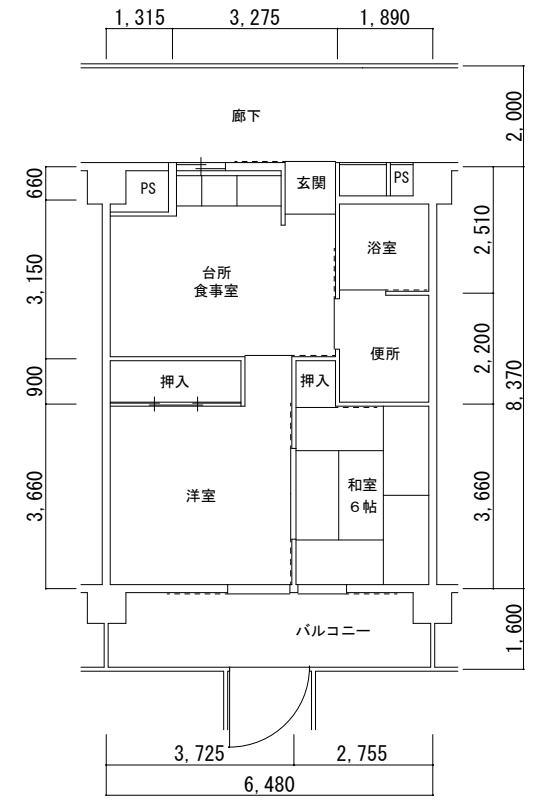 1,315
3,275
1,890
廊下
2,000
660
PS
玄関
PS
3,150
台所
食事室
浴室
2,510
900
押入
押入
便所
2,200
8,370
3,660
洋室
和室
6帖
3,660
バルコニー
1,600
3,725
2,755
6,480